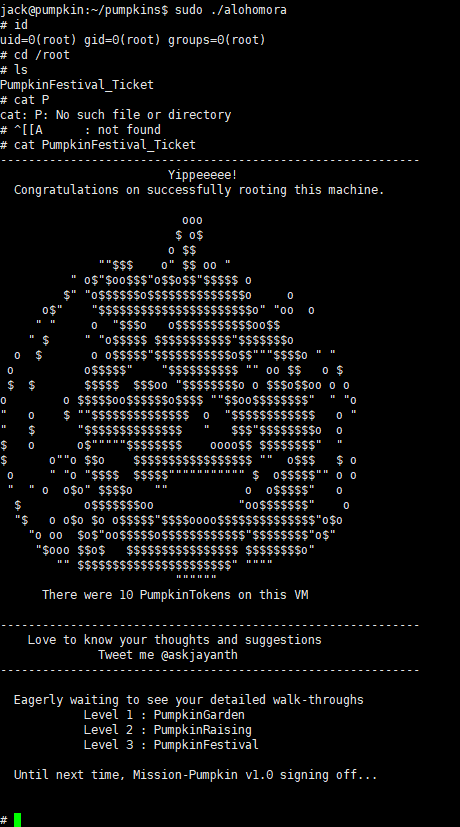 jack@pumpkin:~/pumpkins$ sudo ./alohomora
# id
uid=0(root) gid=0(root) groups=0(root)
# cd /root
# ls
PumpkinFestival_Ticket
# cat P
cat: P: No such file or directory
# ^[[A      : not found
# cat PumpkinFestival_Ticket
------------------------------------------------------------
Yippeeeee!
Congratulations on successfully rooting this machine.
There were 10 PumpkinTokens on this VM
------------------------------------------------------------
Love to know your thoughts and suggestions
Tweet me @askjayanth
------------------------------------------------------------
Eagerly waiting to see your detailed walk-throughs
Level 1 : PumpkinGarden
Level 2 : PumpkinRaising
Level 3 : PumpkinFestival
Until next time, Mission-Pumpkin v1.0 signing off...
#